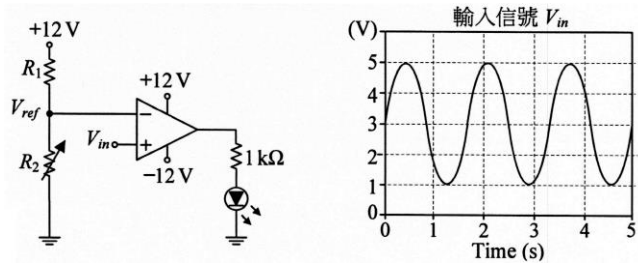 +12 V
R1
Vref
R2
Vin
−
+
+12 V
−12 V
1 kΩ
輸入信號 Vin
(V)
5
4
3
2
1
0
0 1 2 3 4 5
Time (s)